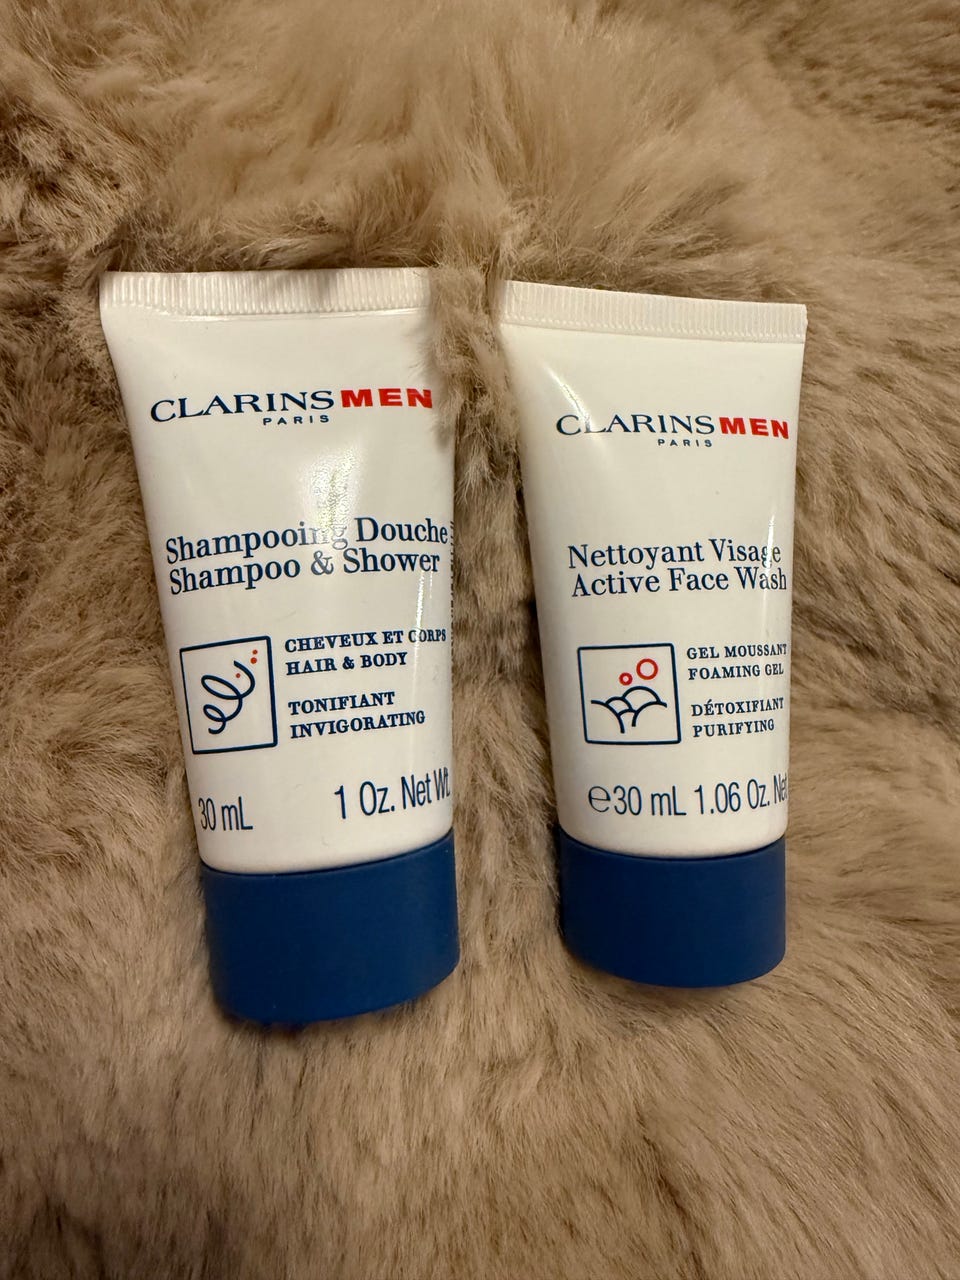 CLARINSMEN
PARIS
Shampooing Douche
Shampoo & Shower
CHEVEUX ET CORPS
HAIR & BODY
TONIFIANT
INVIGORATING
30 mL 1 Oz. Net Wt.
CLARINSMEN
PARIS
Nettoyant Visage
Active Face Wash
GEL MOUSSANT
FOAMING GEL
DÉTOXIFIANT
PURIFYING
℮30 mL 1.06 Oz. Net